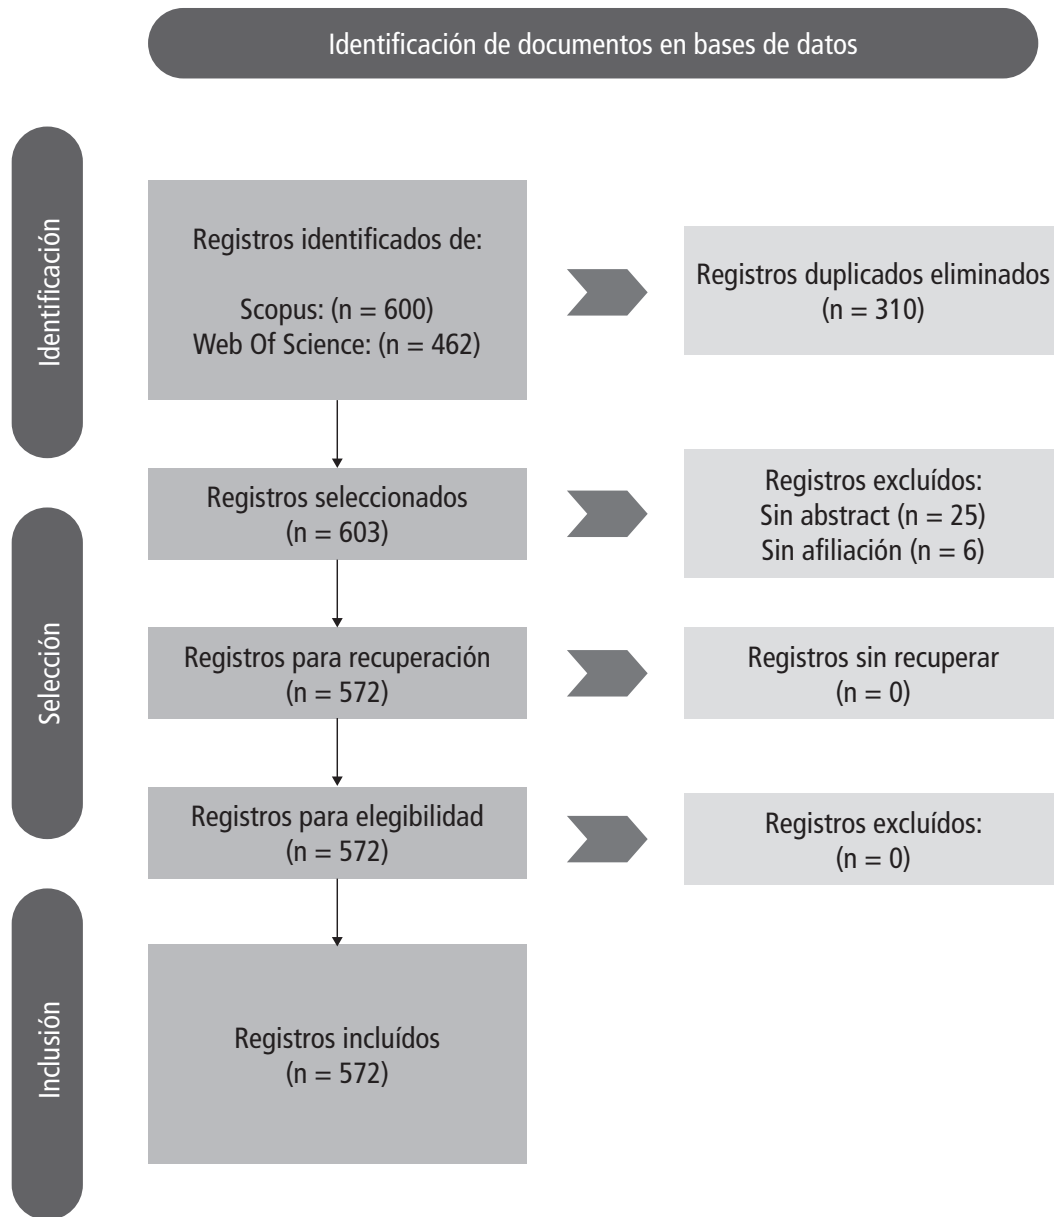 Identificación de documentos en bases de datos
Identificación
Registros identificados de:
Scopus: (n = 600)
Web Of Science: (n = 462)
Registros duplicados eliminados
(n = 310)
Selección
Registros seleccionados
(n = 603)
Registros excluídos:
Sin abstract (n = 25)
Sin afiliación (n = 6)
Registros para recuperación
(n = 572)
Registros sin recuperar
(n = 0)
Registros para elegibilidad
(n = 572)
Registros excluídos:
(n = 0)
Inclusión
Registros incluídos
(n = 572)